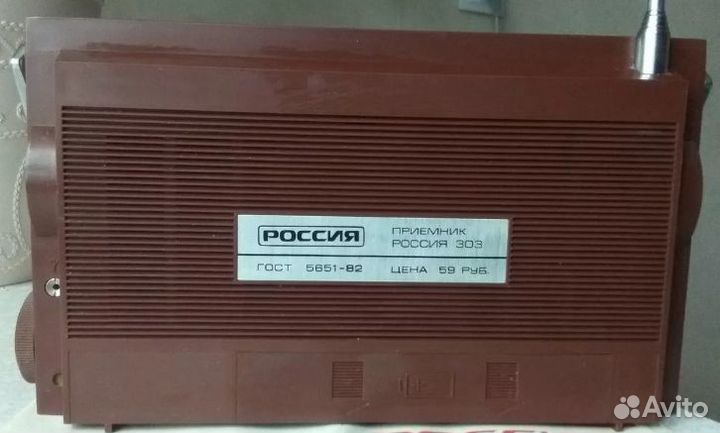 РОССИЯ
ПРИЕМНИК
РОССИЯ 303
ГОСТ 5651-82 ЦЕНА 59 РУБ.
Avito